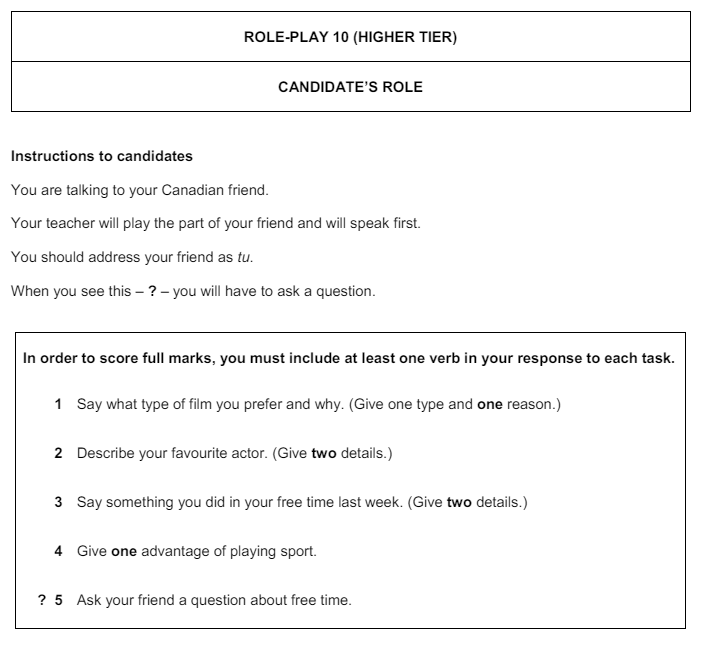 ROLE-PLAY 10 (HIGHER TIER)
CANDIDATE'S ROLE
Instructions to candidates
You are talking to your Canadian friend.
Your teacher will play the part of your friend and will speak first.
You should address your friend as tu.
When you see this – ? – you will have to ask a question.
In order to score full marks, you must include at least one verb in your response to each task.
1 Say what type of film you prefer and why. (Give one type and one reason.)
2 Describe your favourite actor. (Give two details.)
3 Say something you did in your free time last week. (Give two details.)
4 Give one advantage of playing sport.
? 5 Ask your friend a question about free time.